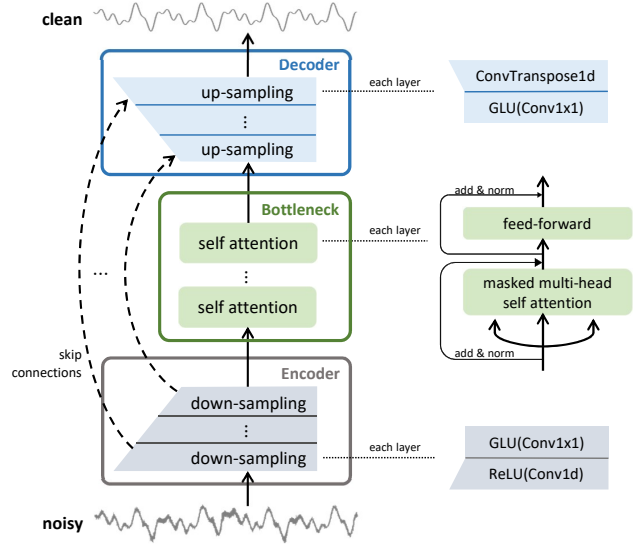 clean
Decoder
up-sampling
⋮
up-sampling
each layer
ConvTranspose1d
GLU(Conv1x1)
Bottleneck
self attention
⋮
self attention
each layer
add & norm
feed-forward
masked multi-head
self attention
add & norm
...
skip
connections
Encoder
down-sampling
⋮
down-sampling
each layer
GLU(Conv1x1)
ReLU(Conv1d)
noisy